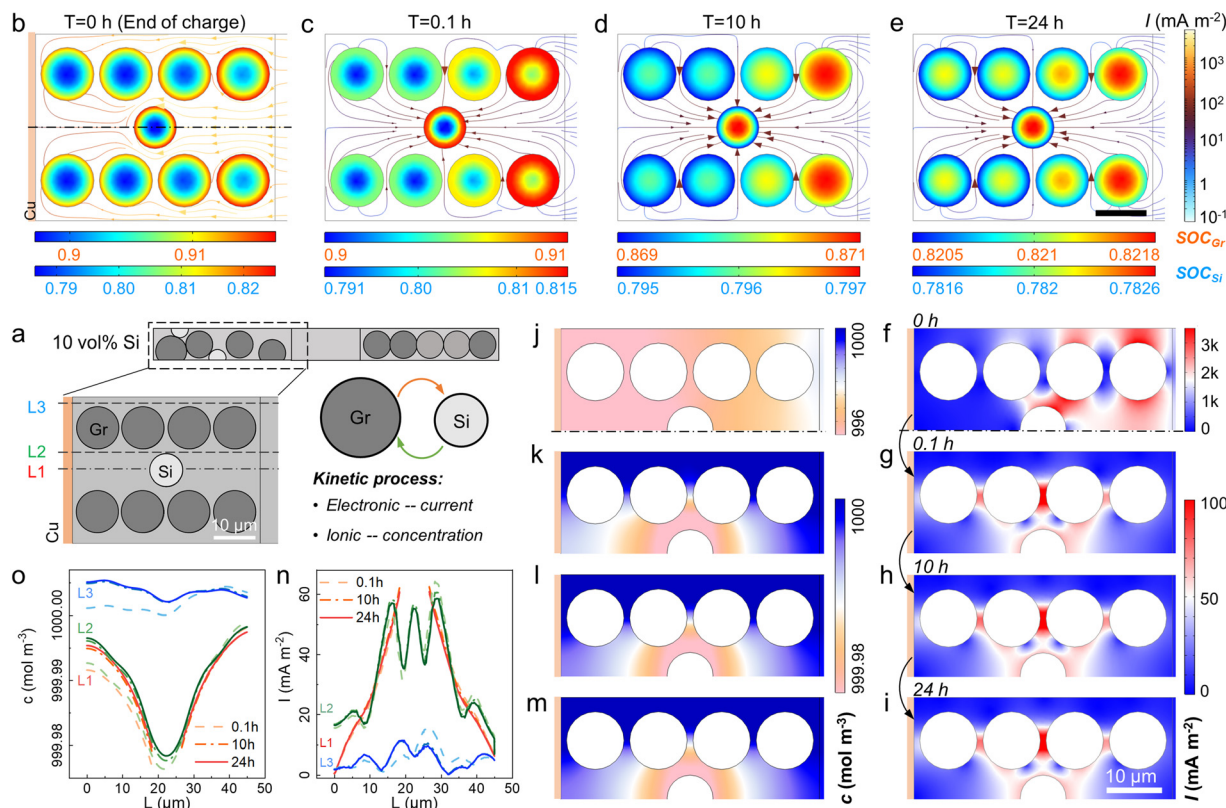 b T=0 h (End of charge)
c T=0.1 h
d T=10 h
e T=24 h
I (mA m⁻²)
10³
10²
10¹
10⁰
10⁻¹
Cu
0.9 0.91
0.79 0.80 0.81 0.82
0.9 0.91
0.791 0.80 0.81 0.815
0.869 0.871
0.795 0.796 0.797
0.8205 0.821 0.8218
0.7816 0.782 0.7826
SOC_Gr
SOC_Si
a
10 vol% Si
L3
L2
L1
Gr
Si
Cu
10 μm
Gr
Si
Kinetic process:
• Electronic -- current
• Ionic -- concentration
j
1000
996
k
1000
l
m
999.98
c (mol m⁻³)
0 h
f
3k
2k
1k
0
0.1 h
g
100
10 h
h
50
24 h
i
0
10 μm
I (mA m⁻²)
o
L3
L2
L1
1000.00
999.99
999.98
c (mol m⁻³)
0.1h
10h
24h
0 10 20 30 40 50
L (μm)
n
0.1h
10h
24h
60
40
20
0
I (mA m⁻²)
L2
L1
L3
0 10 20 30 40 50
L (μm)